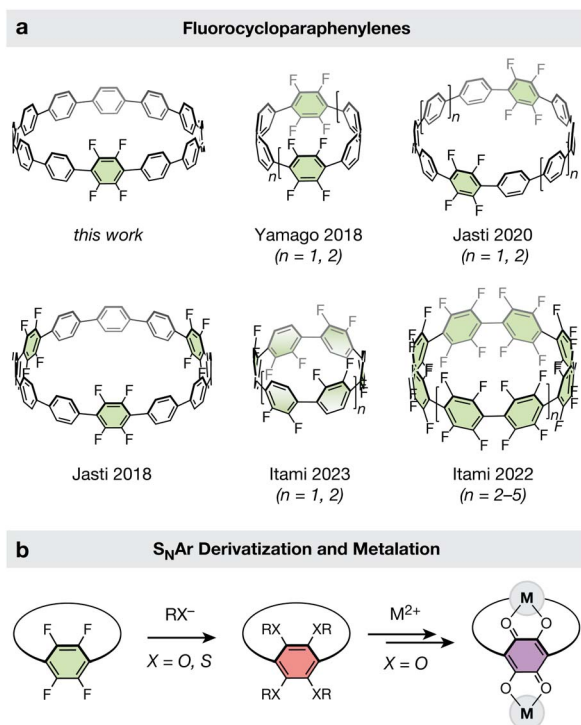 a Fluorocycloparaphenylenes
F F
F F
this work
F F
F F
n
n
F F
F F
Yamago 2018
(n = 1, 2)
F F
F F
n
F F
F F
n
Jasti 2020
(n = 1, 2)
F F F F
F F F F
F F
F F
Jasti 2018
F F F
F F
F F
n
Itami 2023
(n = 1, 2)
F F F F
F F F F
F F F F
F F F F
n
Itami 2022
(n = 2–5)
b SNAr Derivatization and Metalation
F F
F F
RX⁻
X = O, S
RX XR
RX XR
M²⁺
X = O
M
O O
O O
M